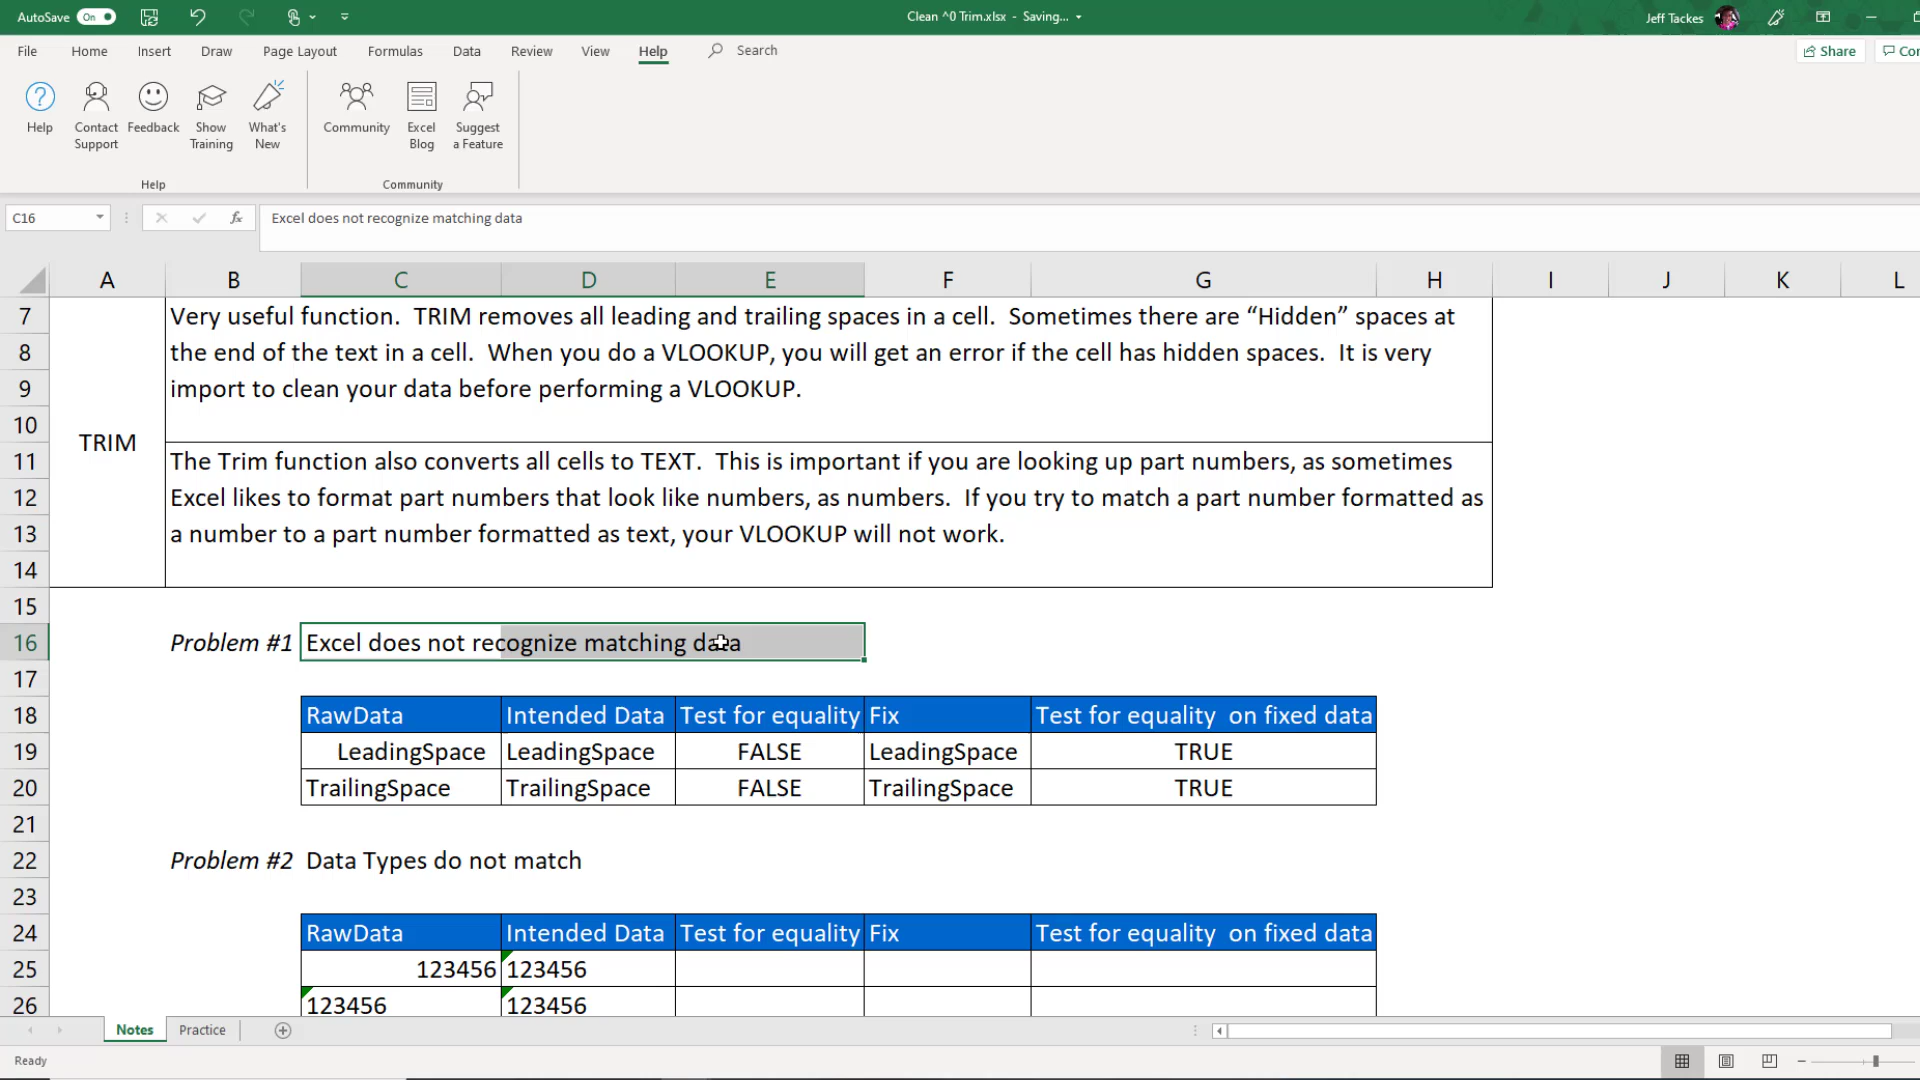 AutoSave On Clean ^0 Trim.xlsx - Saving... Jeff Tackes
File Home Insert Draw Page Layout Formulas Data Review View Help Search Share
Help Contact Support Feedback Show Training What's New Community Excel Blog Suggest a Feature
Help Community
C16 fx Excel does not recognize matching data
A B C D E F G H I J K L
7 Very useful function. TRIM removes all leading and trailing spaces in a cell. Sometimes there are “Hidden” spaces at
8 the end of the text in a cell. When you do a VLOOKUP, you will get an error if the cell has hidden spaces. It is very
9 import to clean your data before performing a VLOOKUP.
10
TRIM
11 The Trim function also converts all cells to TEXT. This is important if you are looking up part numbers, as sometimes
12 Excel likes to format part numbers that look like numbers, as numbers. If you try to match a part number formatted as
13 a number to a part number formatted as text, your VLOOKUP will not work.
14
15
16 Problem #1 Excel does not recognize matching data
17
18 RawData Intended Data Test for equality Fix Test for equality on fixed data
19 LeadingSpace LeadingSpace FALSE LeadingSpace TRUE
20 TrailingSpace TrailingSpace FALSE TrailingSpace TRUE
21
22 Problem #2 Data Types do not match
23
24 RawData Intended Data Test for equality Fix Test for equality on fixed data
25 123456 123456
26 123456 123456
Notes Practice
Ready